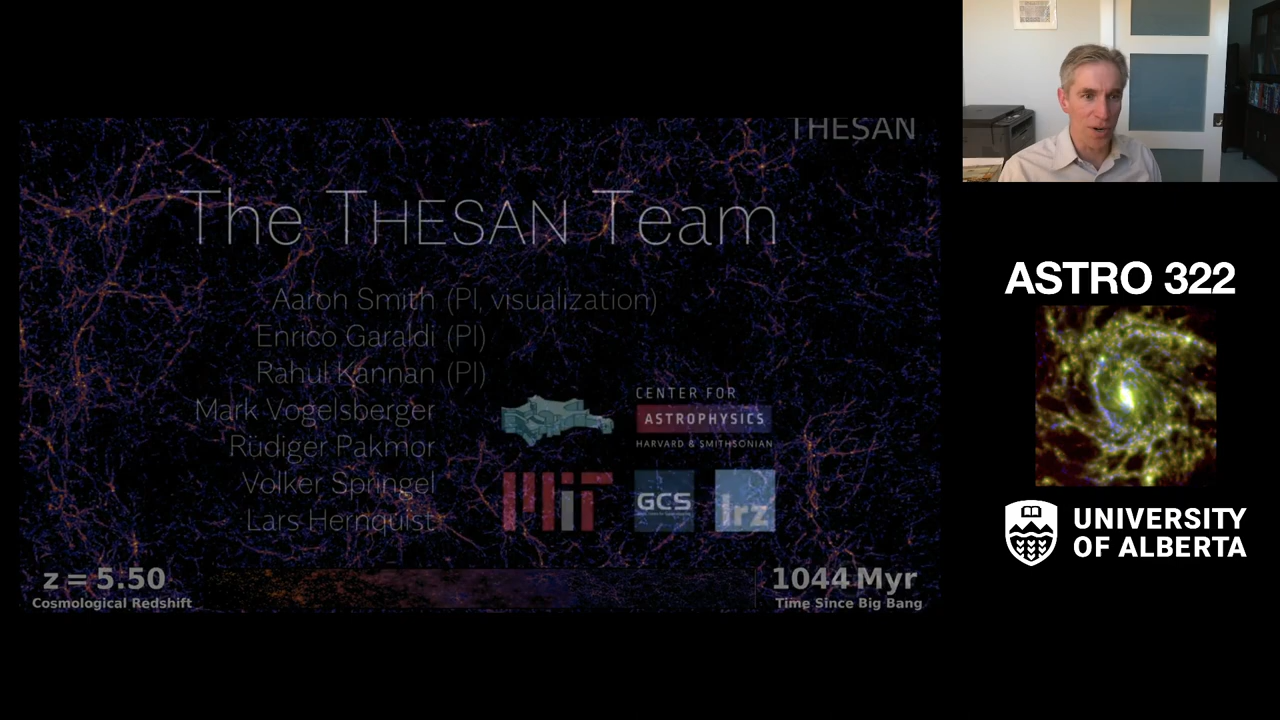 THESAN
The THESAN Team
Aaron Smith (PI, visualization)
Enrico Garaldi (PI)
Rahul Kannan (PI)
Mark Vogelsberger
Rüdiger Pakmor
Volker Springel
Lars Hernquist
CENTER FOR
ASTROPHYSICS
HARVARD & SMITHSONIAN
MIT
GCS
lrz
z = 5.50
Cosmological Redshift
1044 Myr
Time Since Big Bang
ASTRO 322
UNIVERSITY
OF ALBERTA